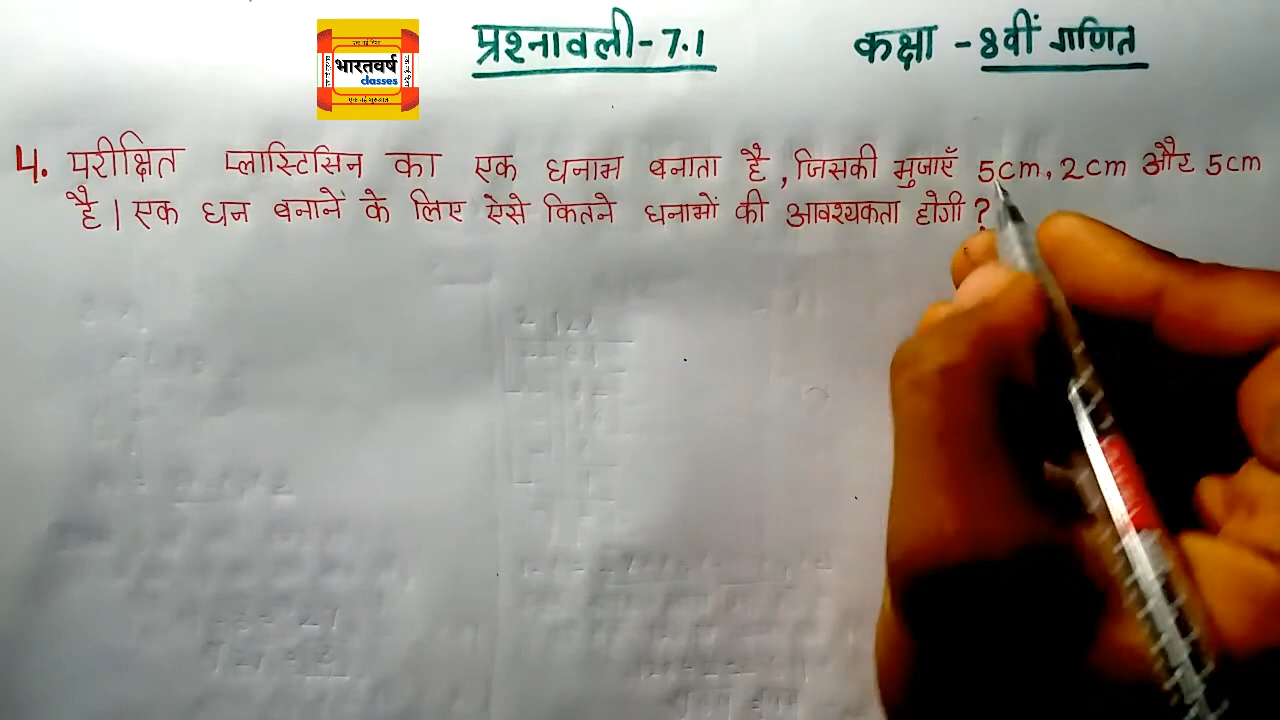 प्रश्नावली-7.1
कक्षा -8वीं गणित
भारतवर्ष
classes
4. परीक्षित प्लास्टिसिन का एक घनाभ बनाता है, जिसकी भुजाएँ 5cm, 2cm और 5cm
है। एक घन बनाने के लिए ऐसे कितने घनाभों की आवश्यकता होगी?